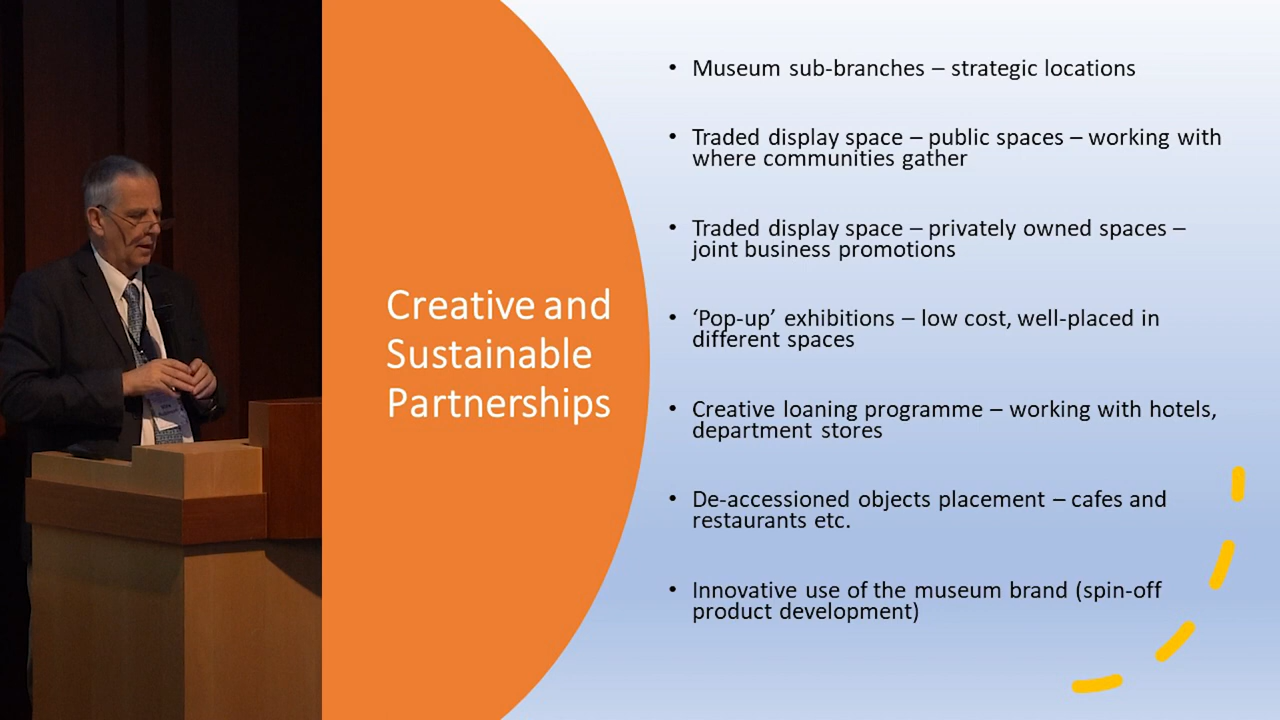 Creative and
Sustainable
Partnerships
• Museum sub-branches – strategic locations
• Traded display space – public spaces – working with
where communities gather
• Traded display space – privately owned spaces –
joint business promotions
• ‘Pop-up’ exhibitions – low cost, well-placed in
different spaces
• Creative loaning programme – working with hotels,
department stores
• De-accessioned objects placement – cafes and
restaurants etc.
• Innovative use of the museum brand (spin-off
product development)